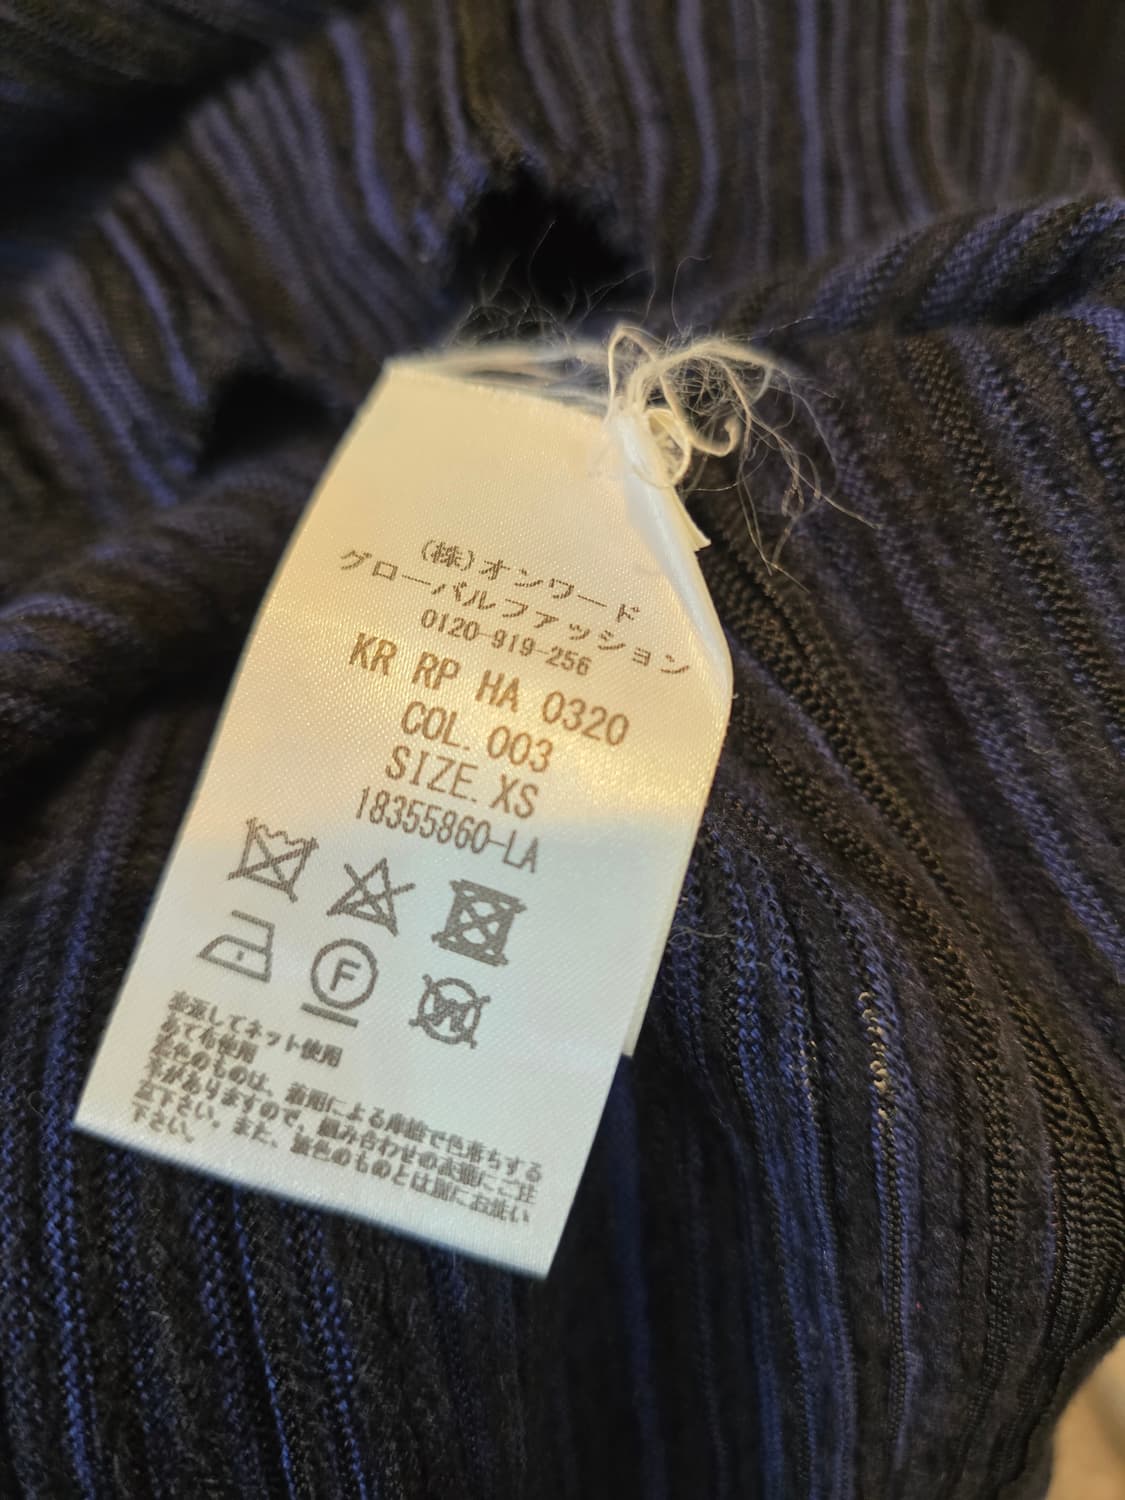 (株)オンワード
グローバルファッション
0120-919-256
KR RP HA 0320
COL. 003
SIZE. XS
18355860-LA
F
W
裏返してネット使用
あて布使用
濃色のものは、着用による摩擦で色落ちする
事がありますので、組み合わせの衣服にご注
意下さい。また、淡色のものとは別にお洗い
下さい。